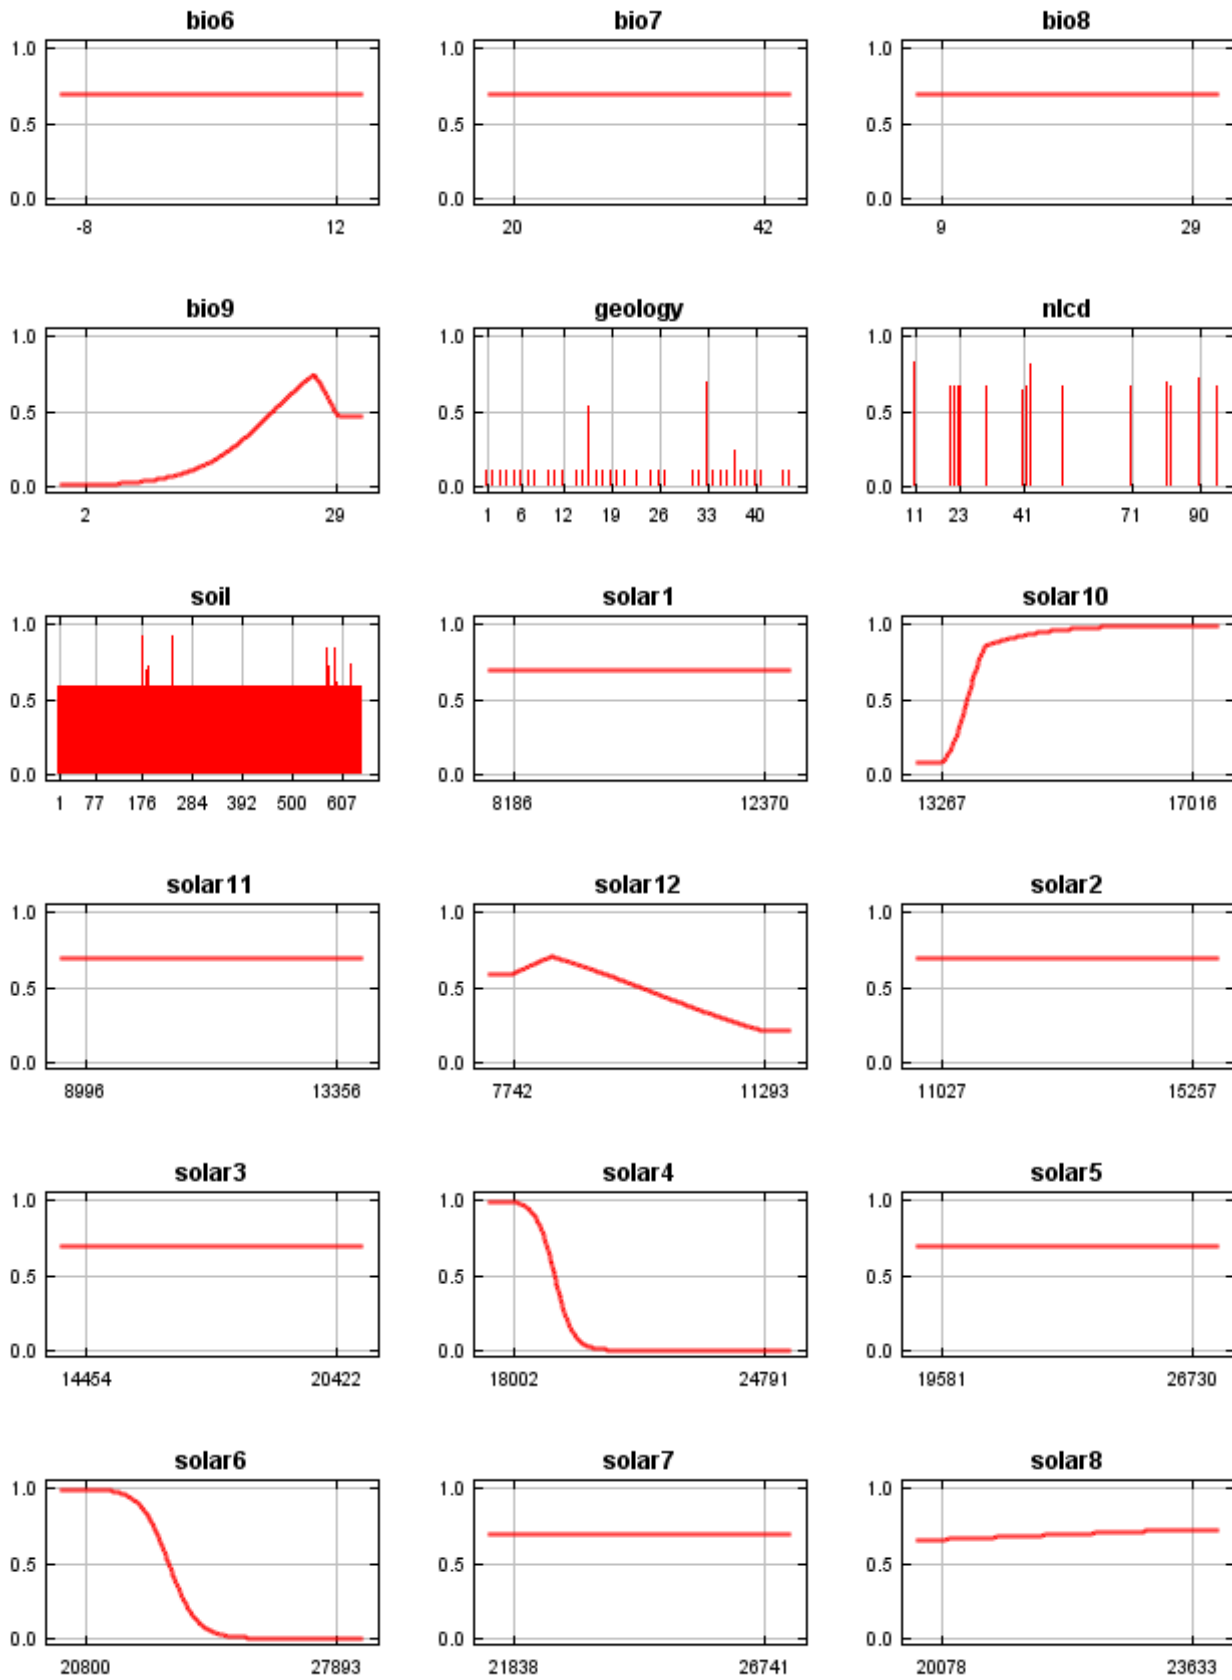 bio6 bio7 bio8
1.0 1.0 1.0
0.5 0.5 0.5
0.0 0.0 0.0
-8 12 20 42 9 29
bio9 geology nlcd
1.0 1.0 1.0
0.5 0.5 0.5
0.0 0.0 0.0
2 29 1 6 12 19 26 33 40 11 23 41 71 90
soil solar1 solar10
1.0 1.0 1.0
0.5 0.5 0.5
0.0 0.0 0.0
1 77 176 284 392 500 607 8186 12370 13267 17016
solar11 solar12 solar2
1.0 1.0 1.0
0.5 0.5 0.5
0.0 0.0 0.0
8996 13356 7742 11293 11027 15257
solar3 solar4 solar5
1.0 1.0 1.0
0.5 0.5 0.5
0.0 0.0 0.0
14454 20422 18002 24791 19581 26730
solar6 solar7 solar8
1.0 1.0 1.0
0.5 0.5 0.5
0.0 0.0 0.0
20800 27893 21838 26741 20078 23633